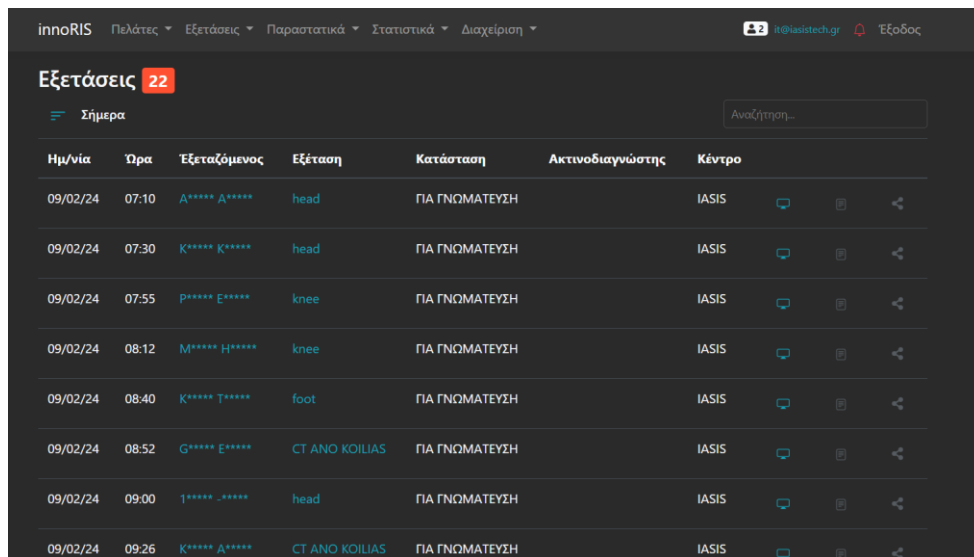 innoRIS Πελάτες Εξετάσεις Παραστατικά Στατιστικά Διαχείριση 2 it@iasistech.gr Έξοδος
Εξετάσεις 22
Σήμερα Αναζήτηση...
Ημ/νία Ώρα Έξεταζόμενος Εξέταση Κατάσταση Ακτινοδιαγνώστης Κέντρο
09/02/24 07:10 A***** A***** head ΓΙΑ ΓΝΩΜΑΤΕΥΣΗ IASIS
09/02/24 07:30 K***** K***** head ΓΙΑ ΓΝΩΜΑΤΕΥΣΗ IASIS
09/02/24 07:55 P***** E***** knee ΓΙΑ ΓΝΩΜΑΤΕΥΣΗ IASIS
09/02/24 08:12 M***** H***** knee ΓΙΑ ΓΝΩΜΑΤΕΥΣΗ IASIS
09/02/24 08:40 K***** T***** foot ΓΙΑ ΓΝΩΜΑΤΕΥΣΗ IASIS
09/02/24 08:52 G***** E***** CT ANO KOILIAS ΓΙΑ ΓΝΩΜΑΤΕΥΣΗ IASIS
09/02/24 09:00 1***** -***** head ΓΙΑ ΓΝΩΜΑΤΕΥΣΗ IASIS
09/02/24 09:26 K***** A***** CT ANO KOILIAS ΓΙΑ ΓΝΩΜΑΤΕΥΣΗ IASIS